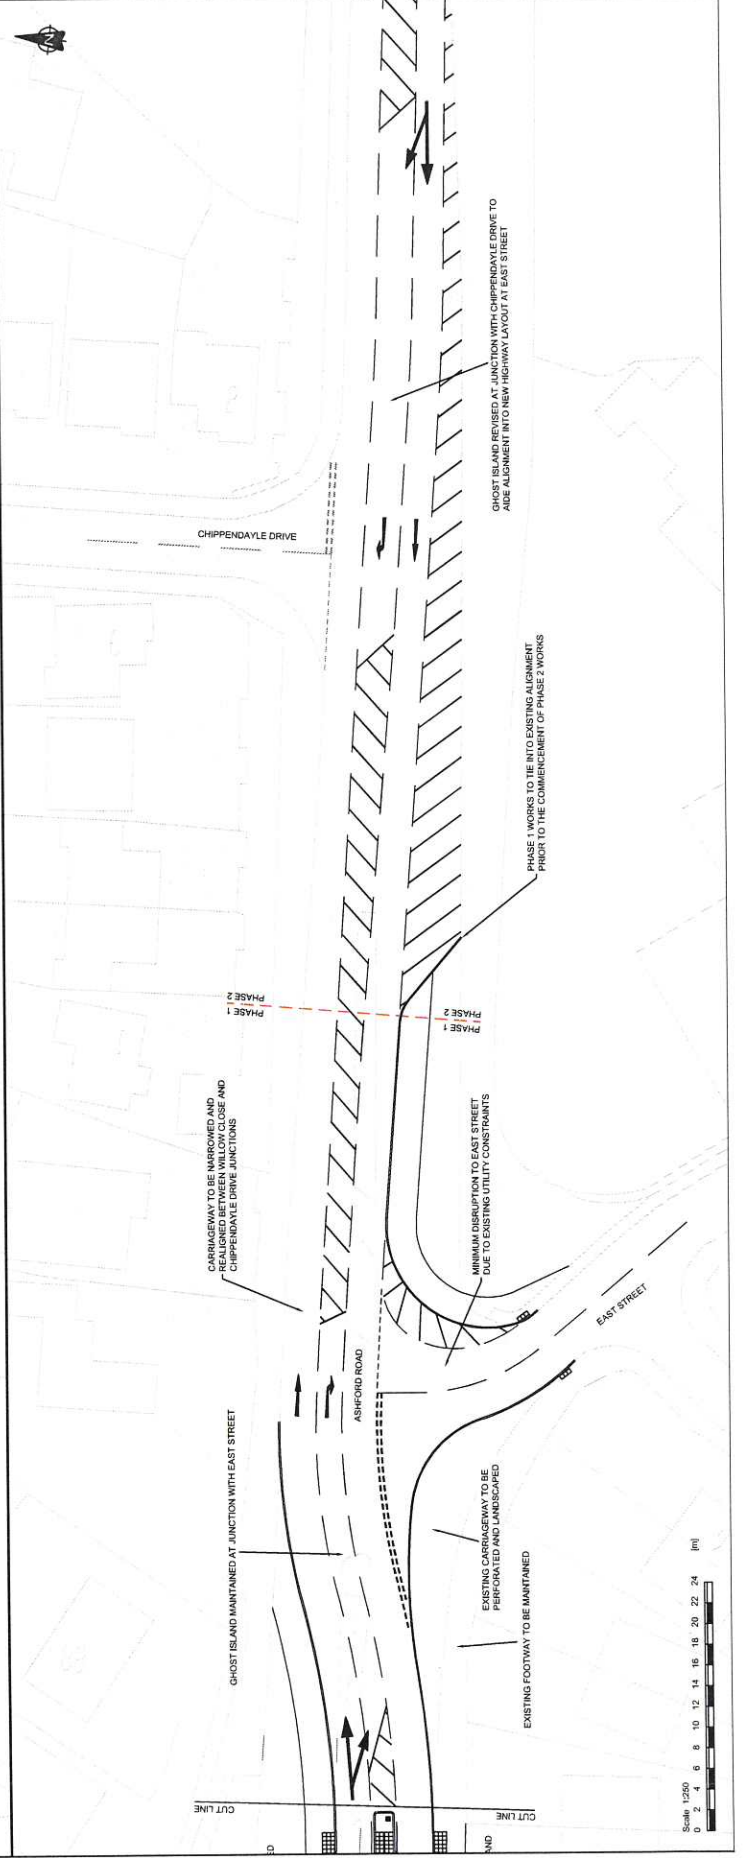 N
CHIPPENDAYLE DRIVE
GHOST ISLAND REVISED AT JUNCTION WITH CHIPPENDAYLE DRIVE TO
AIDE ALIGNMENT INTO NEW HIGHWAY LAYOUT AT EAST STREET
PHASE 1 WORKS TO TIE INTO EXISTING ALIGNMENT
PRIOR TO THE COMMENCEMENT OF PHASE 2 WORKS
PHASE 2
PHASE 1
PHASE 2
PHASE 1
CARRIAGEWAY TO BE NARROWED AND
REALIGNED BETWEEN WILLOW CLOSE AND
CHIPPENDAYLE DRIVE JUNCTIONS
MINIMUM DISRUPTION TO EAST STREET
DUE TO EXISTING UTILITY CONSTRAINTS
EAST STREET
ASHFORD ROAD
GHOST ISLAND MAINTAINED AT JUNCTION WITH EAST STREET
EXISTING CARRIAGEWAY TO BE
PERFORATED AND LANDSCAPED
EXISTING FOOTWAY TO BE MAINTAINED
CUT LINE
CUT LINE
ED
AND
Scale 1:250
0 2 4 6 8 10 12 14 16 18 20 22 24 [m]